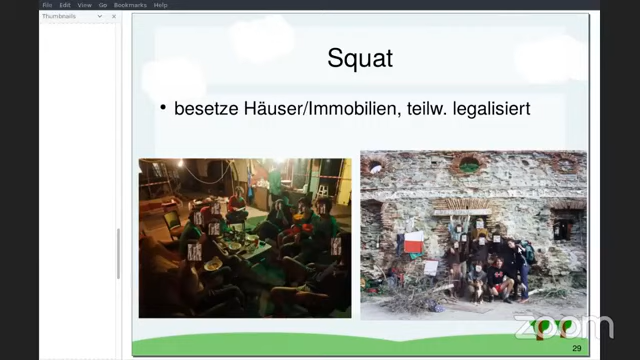 File Edit View Go Bookmarks Help
Thumbnails
Squat
• besetze Häuser/Immobilien, teilw. legalisiert
zoom
29